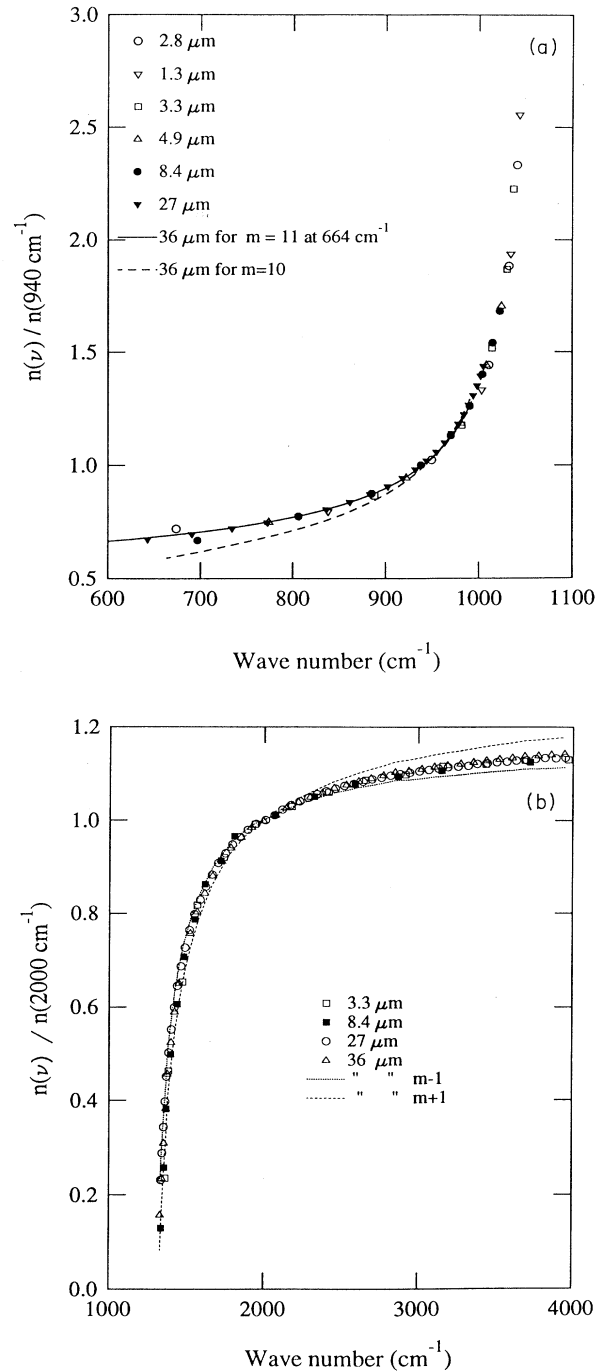 3.0
(a)
2.8 μm
1.3 μm
3.3 μm
4.9 μm
8.4 μm
27 μm
36 μm for m = 11 at 664 cm⁻¹
36 μm for m=10
2.5
2.0
1.5
1.0
0.5
n(ν) / n(940 cm⁻¹)
600 700 800 900 1000 1100
Wave number (cm⁻¹)
1.2
(b)
1.0
0.8
0.6
0.4
0.2
0.0
n(ν) / n(2000 cm⁻¹)
3.3 μm
8.4 μm
27 μm
36 μm
" " m-1
" " m+1
1000 2000 3000 4000
Wave number (cm⁻¹)